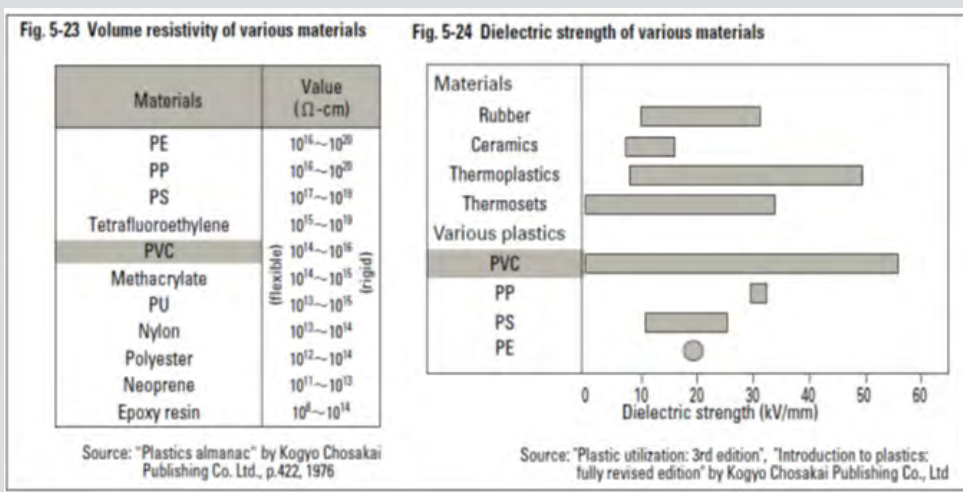 Fig. 5-23 Volume resistivity of various materials
Materials
Value
(Ω-cm)
PE 10¹⁶~10²⁰
PP 10¹⁶~10²⁰
PS 10¹⁷~10¹⁹
Tetrafluoroethylene 10¹⁵~10¹⁹
PVC 10¹⁴~10¹⁶
Methacrylate 10¹⁴~10¹⁵
PU 10¹³~10¹⁵
Nylon 10¹³~10¹⁴
Polyester 10¹²~10¹⁴
Neoprene 10¹¹~10¹³
Epoxy resin 10⁸~10¹⁴
(flexible)
(rigid)
Source: "Plastics almanac" by Kogyo Chosakai
Publishing Co. Ltd., p.422, 1976
Fig. 5-24 Dielectric strength of various materials
Materials
Rubber
Ceramics
Thermoplastics
Thermosets
Various plastics
PVC
PP
PS
PE
0 10 20 30 40 50 60
Dielectric strength (kV/mm)
Source: "Plastic utilization: 3rd edition", "Introduction to plastics:
fully revised edition" by Kogyo Chosakai Publishing Co., Ltd